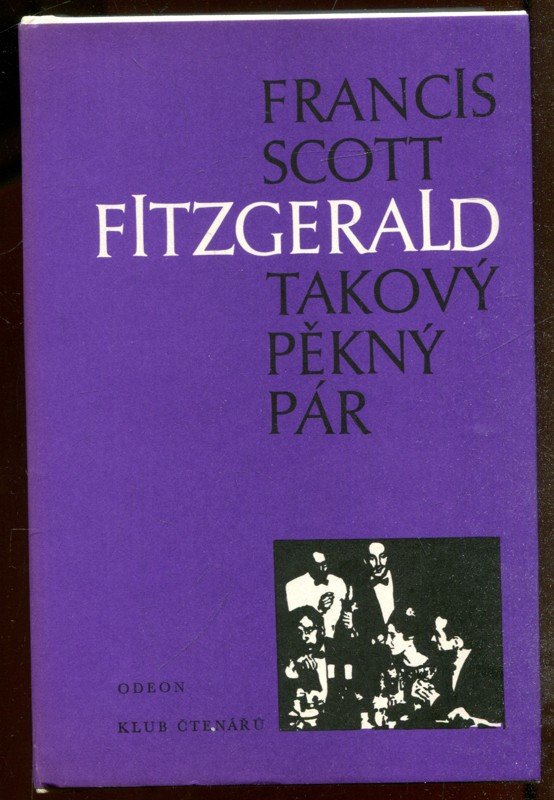 FRANCIS
SCOTT
FITZGERALD
TAKOVÝ
PĚKNÝ
PÁR
ODEON
KLUB ČTENÁŘŮ